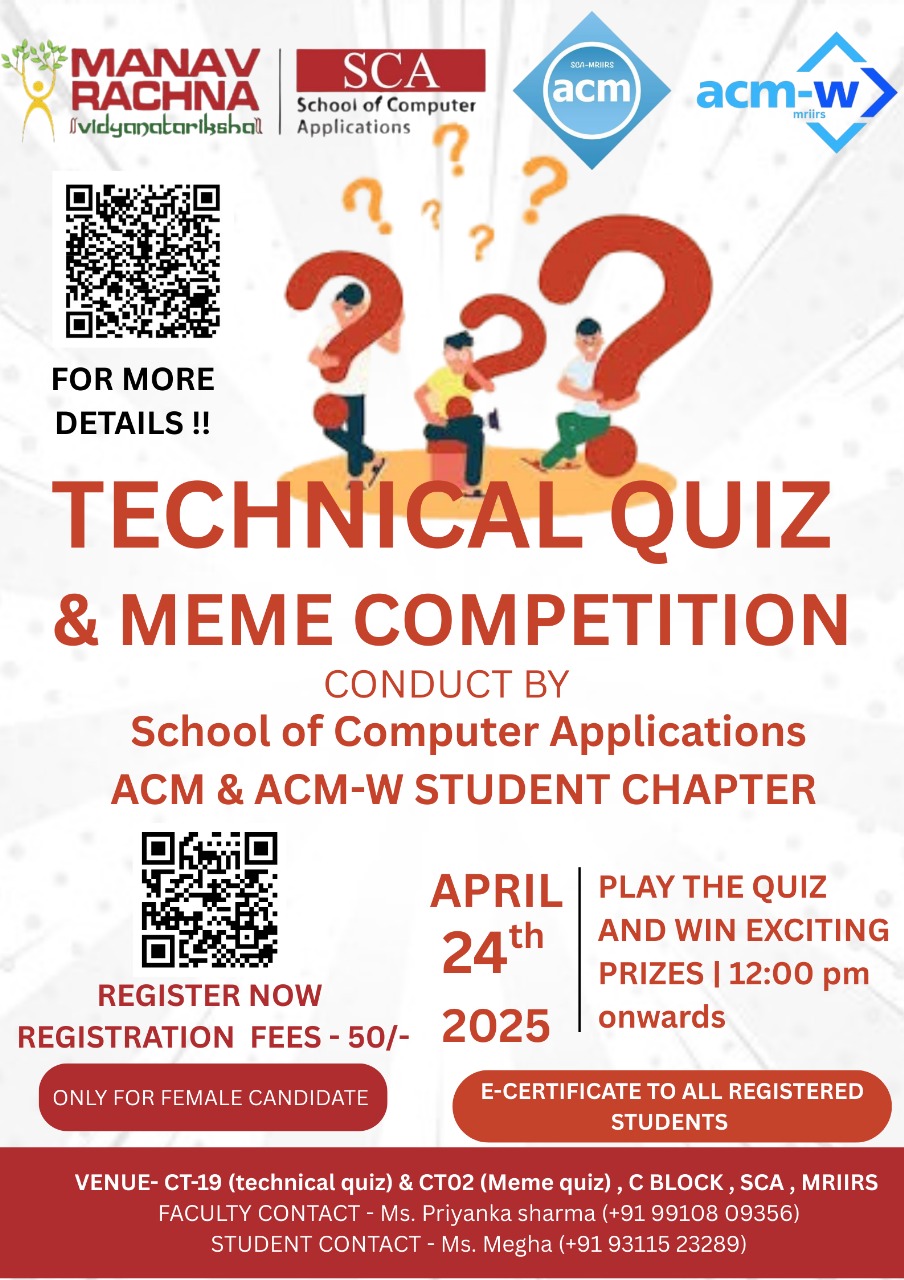 MANAV
RACHNA
vidyanatariksha
SCA
School of Computer
Applications
SCA-MRIIRS
acm
acm-w
mriirs
FOR MORE
DETAILS !!
TECHNICAL QUIZ
& MEME COMPETITION
CONDUCT BY
School of Computer Applications
ACM & ACM-W STUDENT CHAPTER
REGISTER NOW
REGISTRATION FEES - 50/-
ONLY FOR FEMALE CANDIDATE
APRIL
24th
2025
PLAY THE QUIZ
AND WIN EXCITING
PRIZES | 12:00 pm
onwards
E-CERTIFICATE TO ALL REGISTERED
STUDENTS
VENUE- CT-19 (technical quiz) & CT02 (Meme quiz) , C BLOCK , SCA , MRIIRS
FACULTY CONTACT - Ms. Priyanka sharma (+91 99108 09356)
STUDENT CONTACT - Ms. Megha (+91 93115 23289)